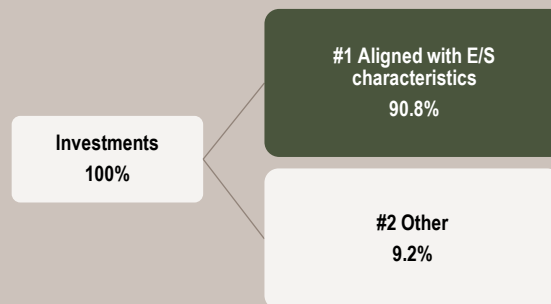 #1 Aligned with E/S
characteristics
90.8%
Investments
100%
#2 Other
9.2%